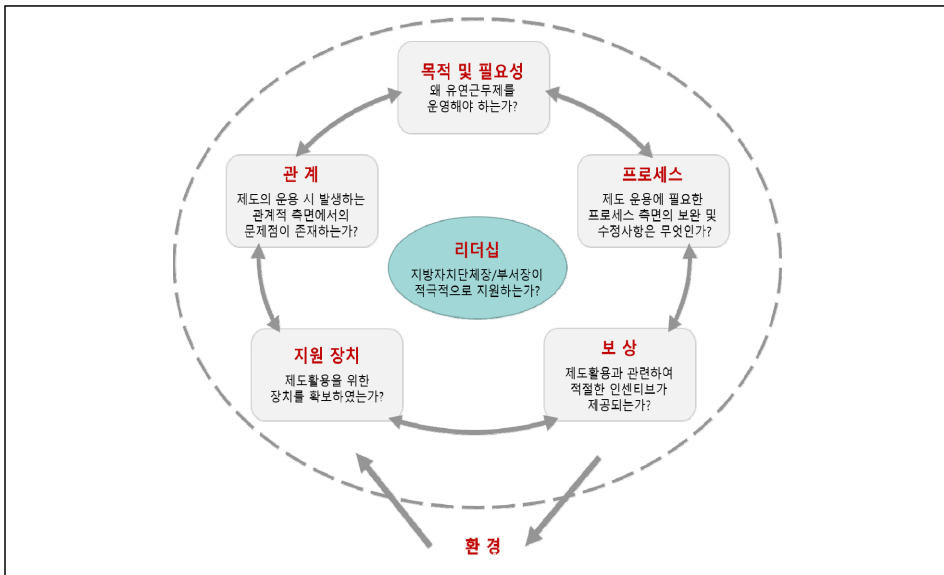 목적 및 필요성
왜 유연근무제를
운영해야 하는가?
관 계
제도의 운용 시 발생하는
관계적 측면에서의
문제점이 존재하는가?
프로세스
제도 운용에 필요한
프로세스 측면의 보완 및
수정사항은 무엇인가?
리더십
지방자치단체장/부서장이
적극적으로 지원하는가?
지원 장치
제도활용을 위한
장치를 확보하였는가?
보 상
제도활용과 관련하여
적절한 인센티브가
제공되는가?
환 경